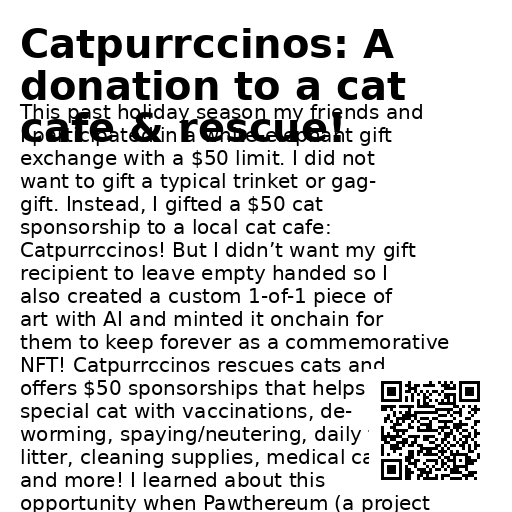 Catpurrccinos: A
donation to a cat
cafe & rescue!
This past holiday season my friends and
I participated in a white elephant gift
exchange with a $50 limit. I did not
want to gift a typical trinket or gag-
gift. Instead, I gifted a $50 cat
sponsorship to a local cat cafe:
Catpurrccinos! But I didn’t want my gift
recipient to leave empty handed so I
also created a custom 1-of-1 piece of
art with AI and minted it onchain for
them to keep forever as a commemorative
NFT! Catpurrccinos rescues cats and
offers $50 sponsorships that helps
special cat with vaccinations, de-
worming, spaying/neutering, daily
litter, cleaning supplies, medical
and more! I learned about this
opportunity when Pawthereum (a project